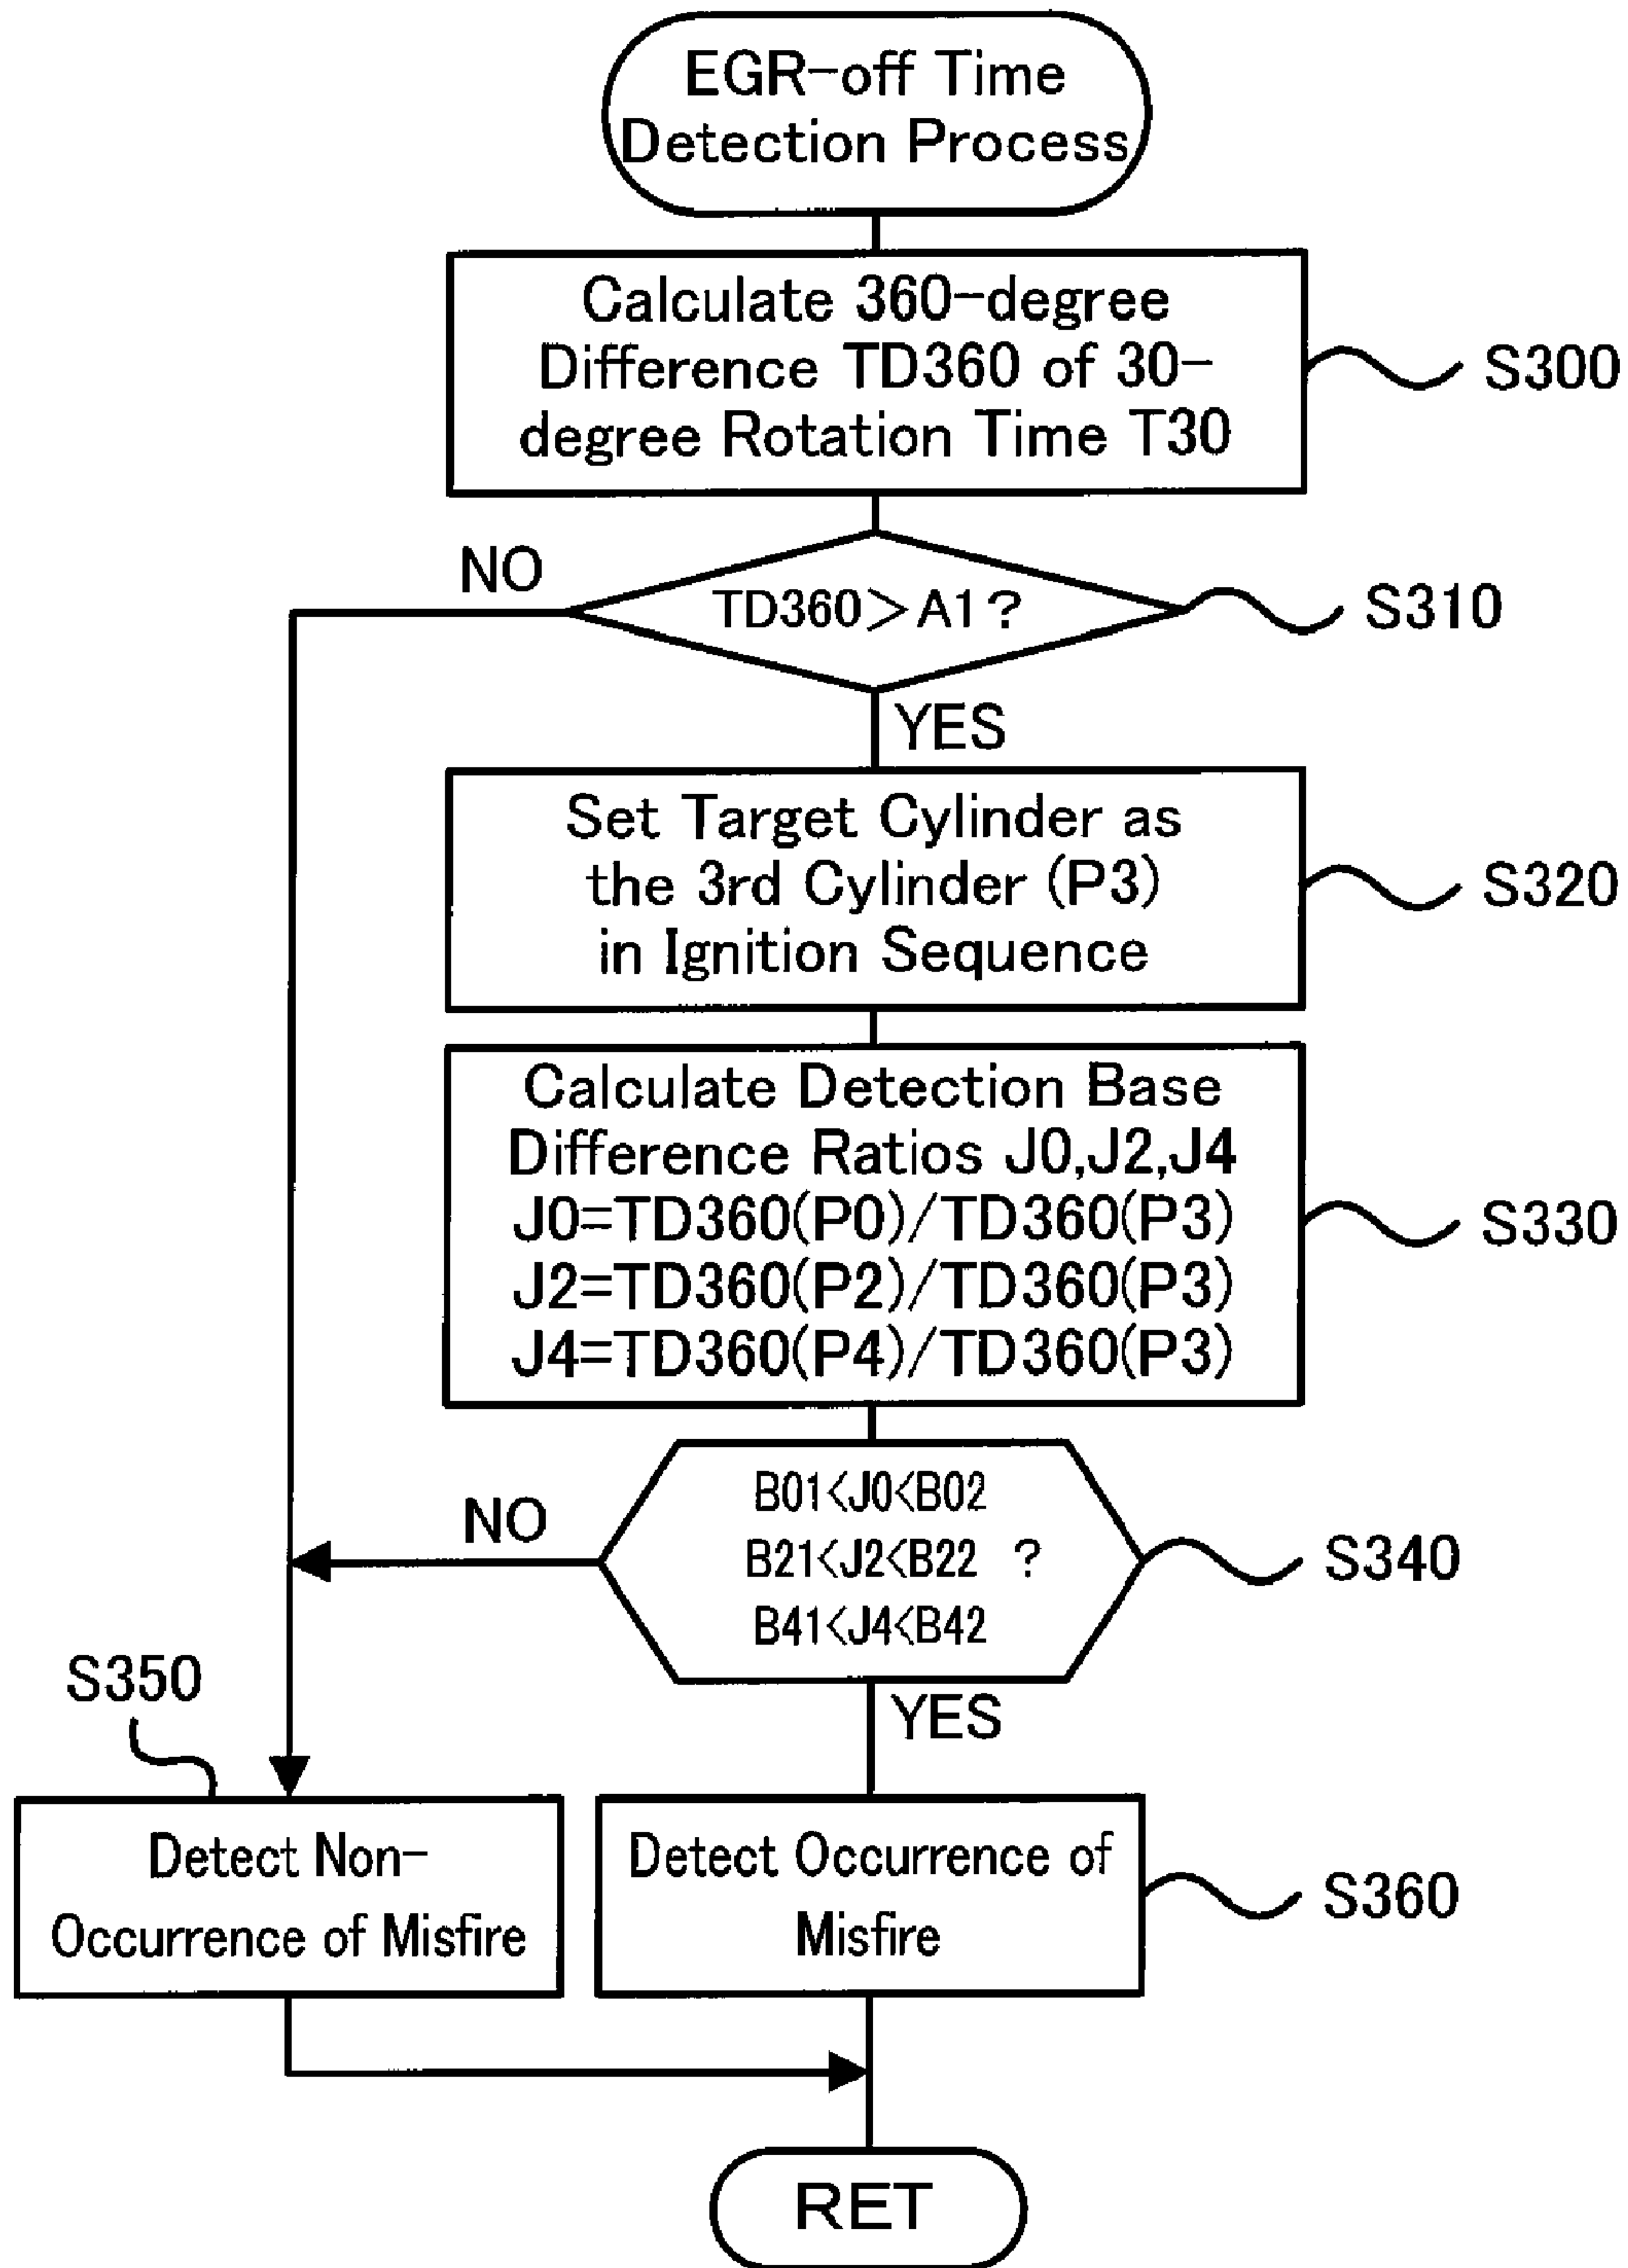 EGR-off Time
Detection Process
Calculate 360-degree
Difference TD360 of 30-
degree Rotation Time T30
S300
NO
TD360>A1?
S310
YES
Set Target Cylinder as
the 3rd Cylinder (P3)
in Ignition Sequence
S320
Calculate Detection Base
Difference Ratios J0,J2,J4
J0=TD360(P0)/TD360(P3)
J2=TD360(P2)/TD360(P3)
J4=TD360(P4)/TD360(P3)
S330
NO
B01<J0<B02
B21<J2<B22 ?
B41<J4<B42
S340
S350
YES
Detect Non-
Occurrence of Misfire
Detect Occurrence of
Misfire
S360
RET